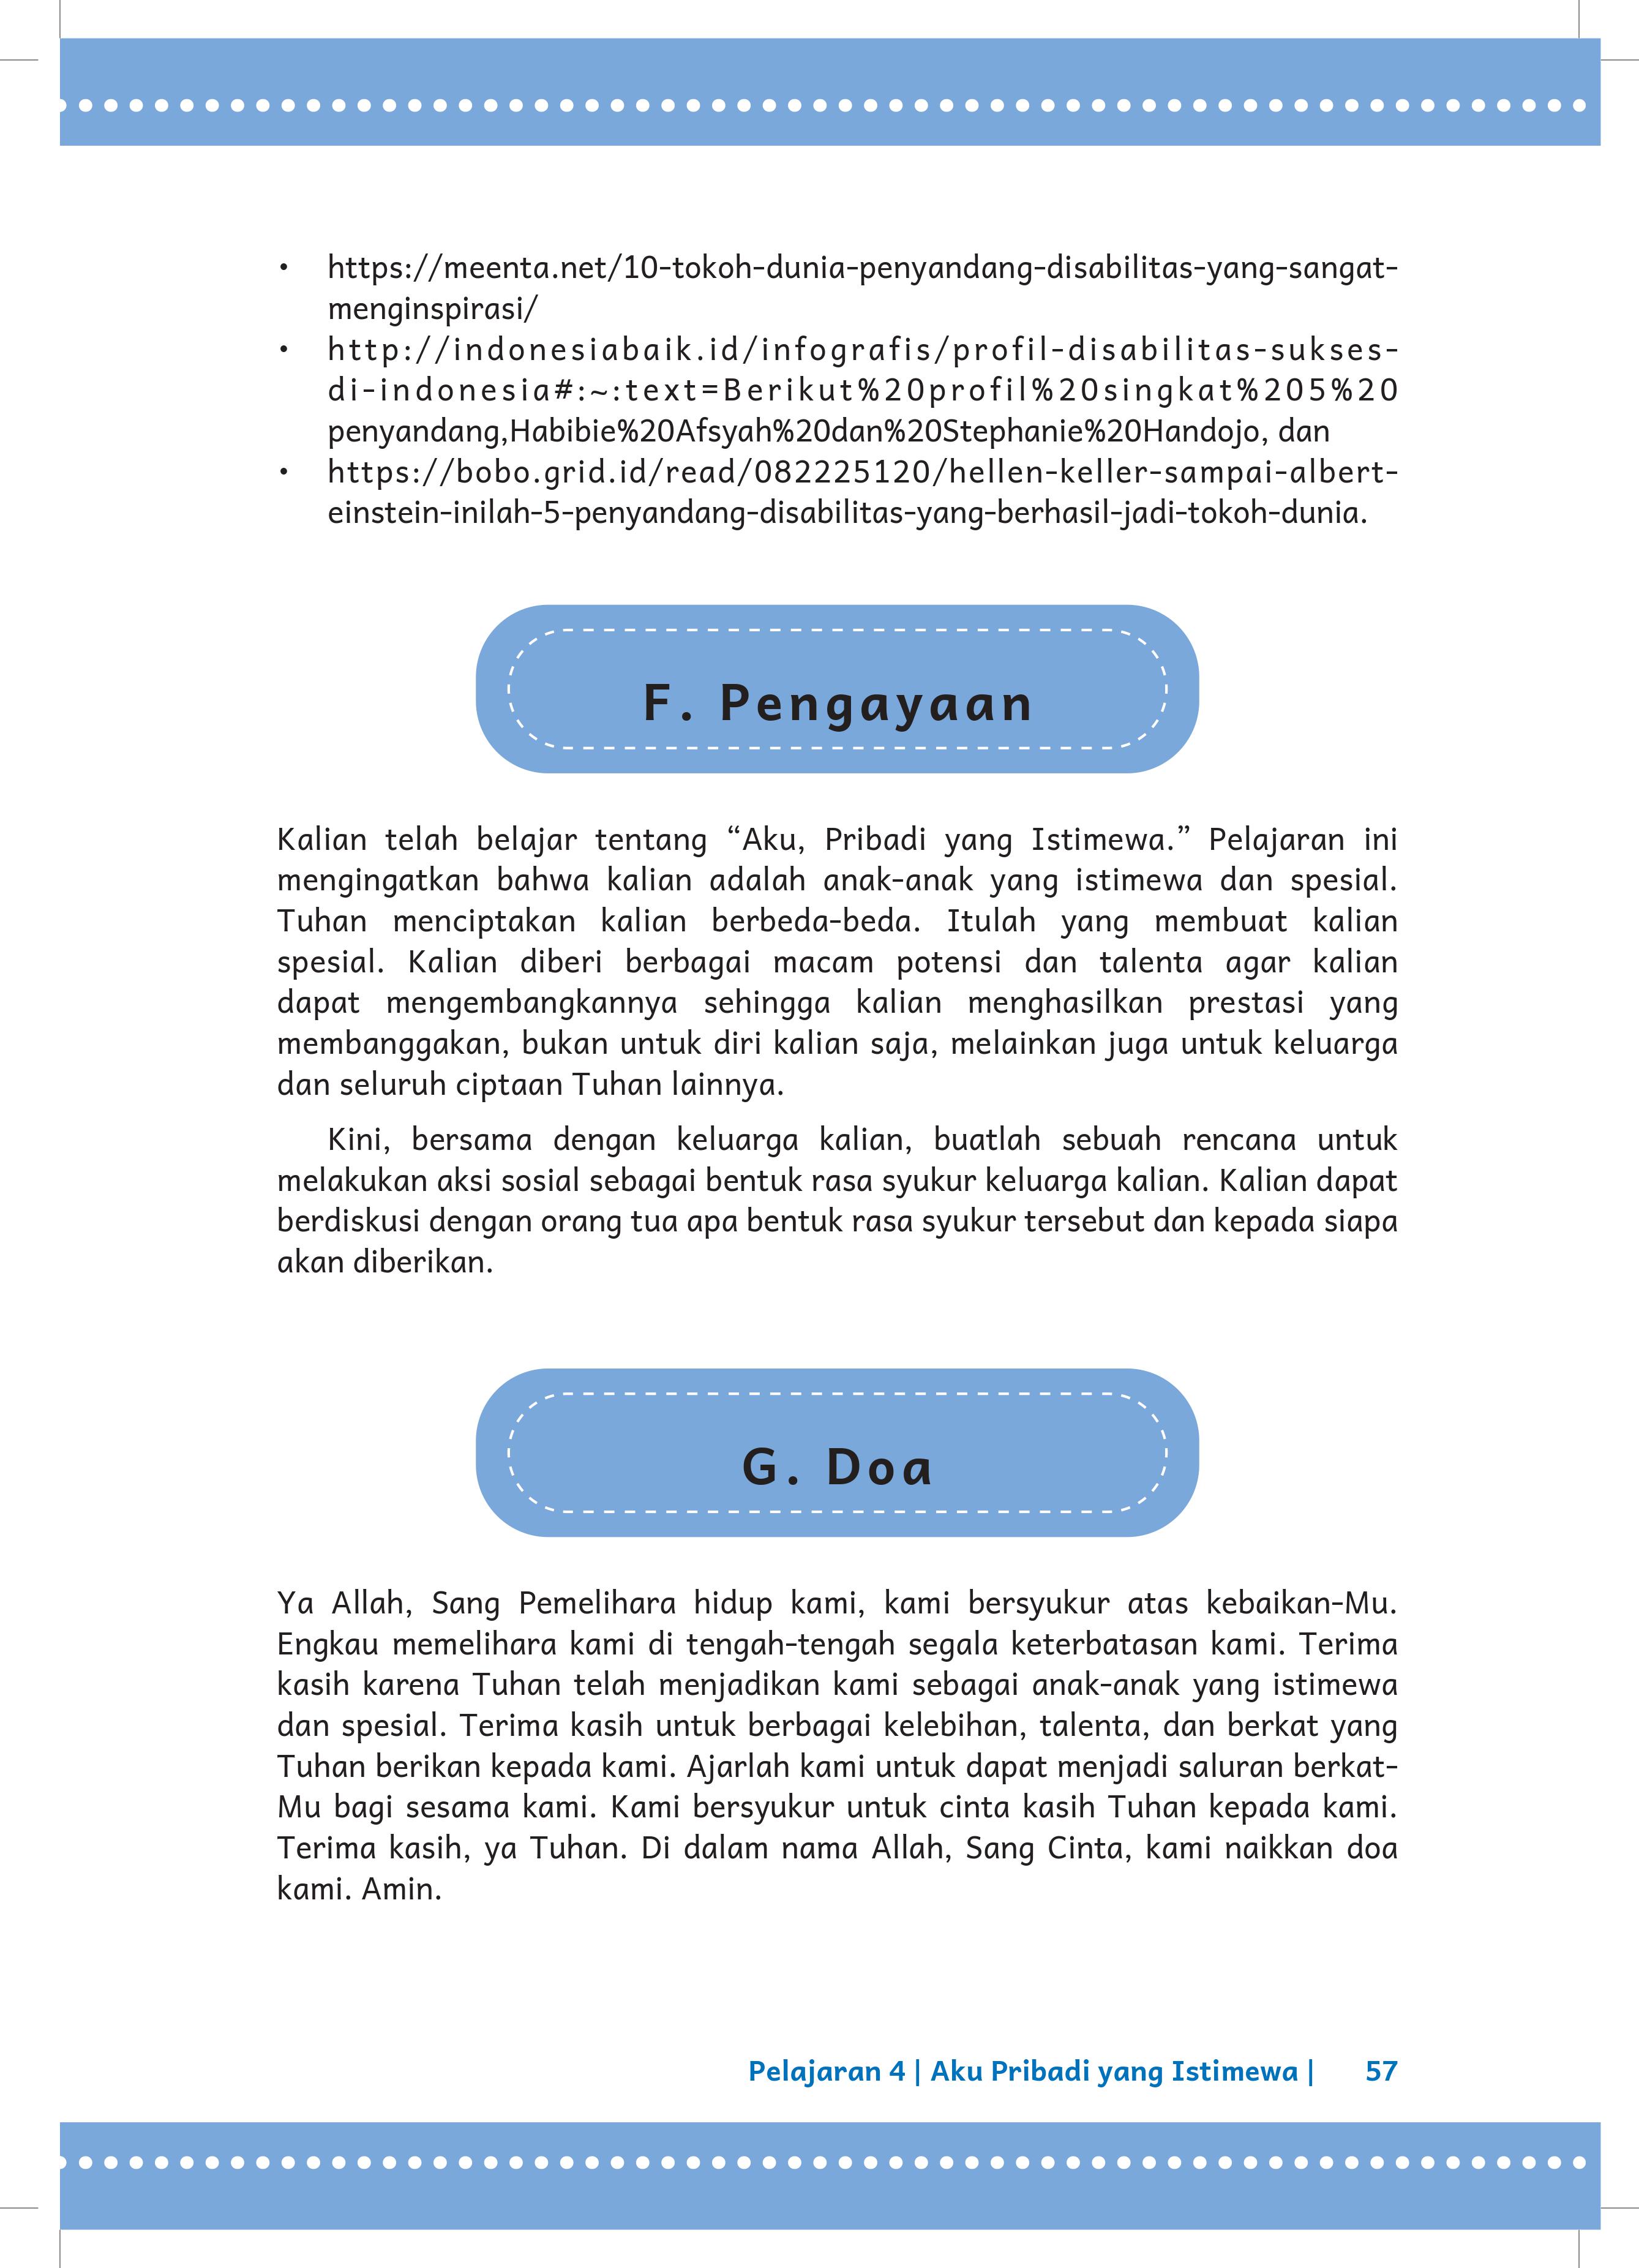 • https://meenta.net/10-tokoh-dunia-penyandang-disabilitas-yang-sangat-
menginspirasi/
• http://indonesiabaik.id/infografis/profil-disabilitas-sukses-
di-indonesia#:~:text=Berikut%20profil%20singkat%205%20
penyandang,Habibie%20Afsyah%20dan%20Stephanie%20Handojo, dan
• https://bobo.grid.id/read/082225120/hellen-keller-sampai-albert-
einstein-inilah-5-penyandang-disabilitas-yang-berhasil-jadi-tokoh-dunia.
F. Pengayaan
Kalian telah belajar tentang “Aku, Pribadi yang Istimewa.” Pelajaran ini
mengingatkan bahwa kalian adalah anak-anak yang istimewa dan spesial.
Tuhan menciptakan kalian berbeda-beda. Itulah yang membuat kalian
spesial. Kalian diberi berbagai macam potensi dan talenta agar kalian
dapat mengembangkannya sehingga kalian menghasilkan prestasi yang
membanggakan, bukan untuk diri kalian saja, melainkan juga untuk keluarga
dan seluruh ciptaan Tuhan lainnya.
Kini, bersama dengan keluarga kalian, buatlah sebuah rencana untuk
melakukan aksi sosial sebagai bentuk rasa syukur keluarga kalian. Kalian dapat
berdiskusi dengan orang tua apa bentuk rasa syukur tersebut dan kepada siapa
akan diberikan.
G. Doa
Ya Allah, Sang Pemelihara hidup kami, kami bersyukur atas kebaikan-Mu.
Engkau memelihara kami di tengah-tengah segala keterbatasan kami. Terima
kasih karena Tuhan telah menjadikan kami sebagai anak-anak yang istimewa
dan spesial. Terima kasih untuk berbagai kelebihan, talenta, dan berkat yang
Tuhan berikan kepada kami. Ajarlah kami untuk dapat menjadi saluran berkat-
Mu bagi sesama kami. Kami bersyukur untuk cinta kasih Tuhan kepada kami.
Terima kasih, ya Tuhan. Di dalam nama Allah, Sang Cinta, kami naikkan doa
kami. Amin.
Pelajaran 4 | Aku Pribadi yang Istimewa | 57